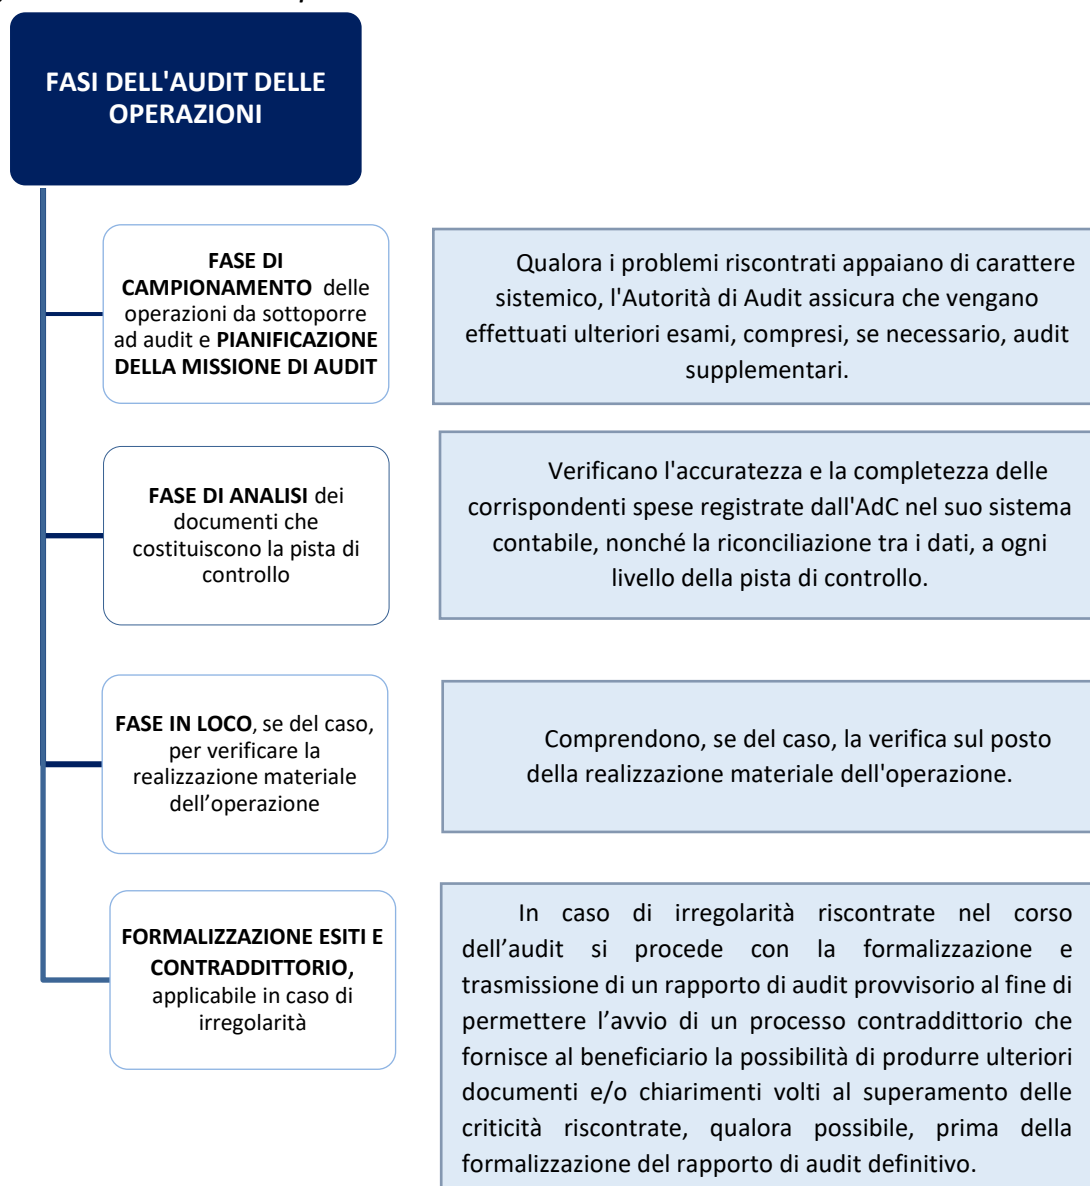 FASI DELL'AUDIT DELLE
OPERAZIONI
FASE DI
CAMPIONAMENTO delle
operazioni da sottoporre
ad audit e PIANIFICAZIONE
DELLA MISSIONE DI AUDIT
Qualora i problemi riscontrati appaiano di carattere
sistemico, l'Autorità di Audit assicura che vengano
effettuati ulteriori esami, compresi, se necessario, audit
supplementari.
FASE DI ANALISI dei
documenti che
costituiscono la pista di
controllo
Verificano l'accuratezza e la completezza delle
corrispondenti spese registrate dall'AdC nel suo sistema
contabile, nonché la riconciliazione tra i dati, a ogni
livello della pista di controllo.
FASE IN LOCO, se del caso,
per verificare la
realizzazione materiale
dell’operazione
Comprendono, se del caso, la verifica sul posto
della realizzazione materiale dell'operazione.
FORMALIZZAZIONE ESITI E
CONTRADDITTORIO,
applicabile in caso di
irregolarità
In caso di irregolarità riscontrate nel corso
dell’audit si procede con la formalizzazione e
trasmissione di un rapporto di audit provvisorio al fine di
permettere l’avvio di un processo contraddittorio che
fornisce al beneficiario la possibilità di produrre ulteriori
documenti e/o chiarimenti volti al superamento delle
criticità riscontrate, qualora possibile, prima della
formalizzazione del rapporto di audit definitivo.